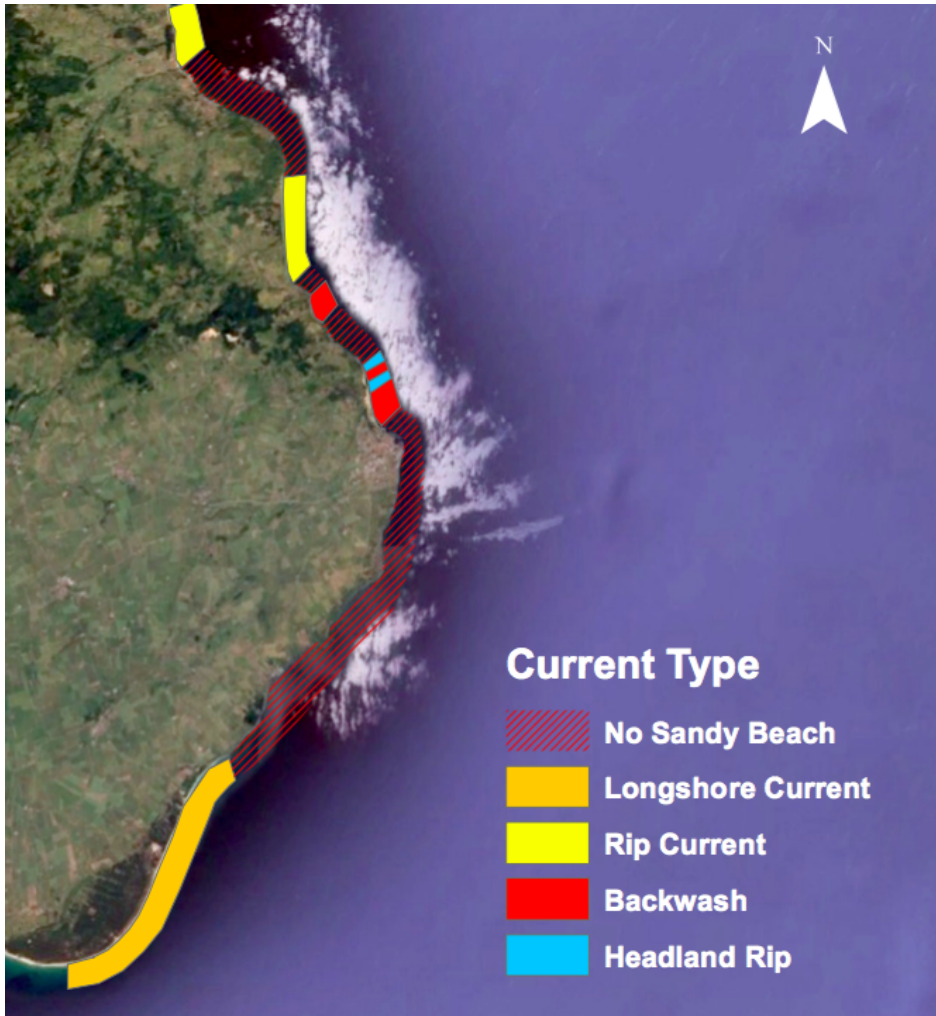 N
Current Type
No Sandy Beach
Longshore Current
Rip Current
Backwash
Headland Rip